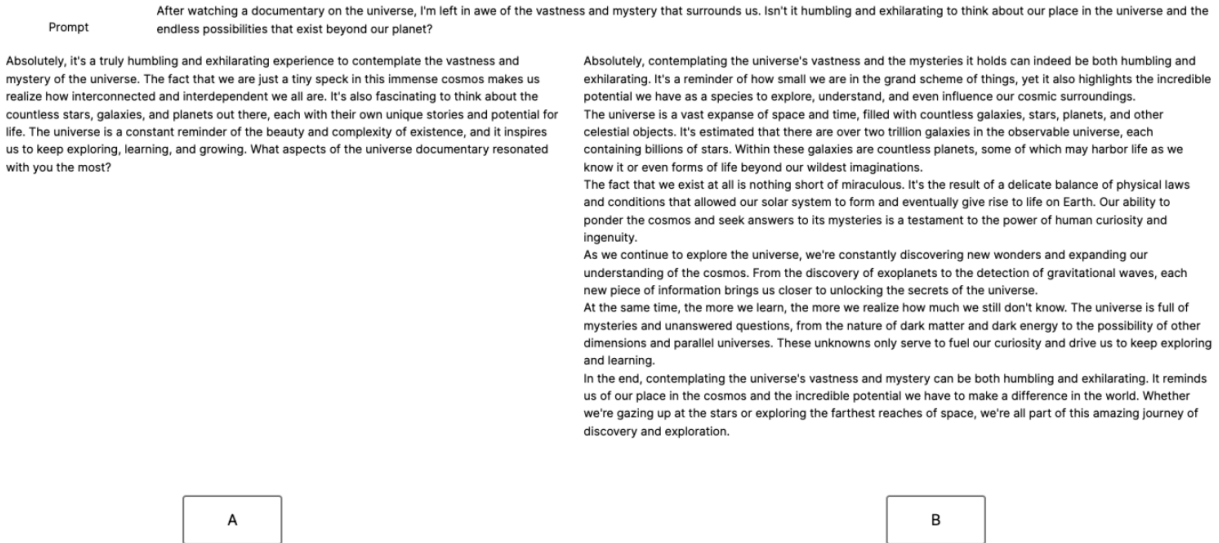 Prompt
After watching a documentary on the universe, I'm left in awe of the vastness and mystery that surrounds us. Isn't it humbling and exhilarating to think about our place in the universe and the
endless possibilities that exist beyond our planet?
Absolutely, it's a truly humbling and exhilarating experience to contemplate the vastness and
mystery of the universe. The fact that we are just a tiny speck in this immense cosmos makes us
realize how interconnected and interdependent we all are. It's also fascinating to think about the
countless stars, galaxies, and planets out there, each with their own unique stories and potential for
life. The universe is a constant reminder of the beauty and complexity of existence, and it inspires
us to keep exploring, learning, and growing. What aspects of the universe documentary resonated
with you the most?
Absolutely, contemplating the universe's vastness and the mysteries it holds can indeed be both humbling and
exhilarating. It's a reminder of how small we are in the grand scheme of things, yet it also highlights the incredible
potential we have as a species to explore, understand, and even influence our cosmic surroundings.
The universe is a vast expanse of space and time, filled with countless galaxies, stars, planets, and other
celestial objects. It's estimated that there are over two trillion galaxies in the observable universe, each
containing billions of stars. Within these galaxies are countless planets, some of which may harbor life as we
know it or even forms of life beyond our wildest imaginations.
The fact that we exist at all is nothing short of miraculous. It's the result of a delicate balance of physical laws
and conditions that allowed our solar system to form and eventually give rise to life on Earth. Our ability to
ponder the cosmos and seek answers to its mysteries is a testament to the power of human curiosity and
ingenuity.
As we continue to explore the universe, we're constantly discovering new wonders and expanding our
understanding of the cosmos. From the discovery of exoplanets to the detection of gravitational waves, each
new piece of information brings us closer to unlocking the secrets of the universe.
At the same time, the more we learn, the more we realize how much we still don't know. The universe is full of
mysteries and unanswered questions, from the nature of dark matter and dark energy to the possibility of other
dimensions and parallel universes. These unknowns only serve to fuel our curiosity and drive us to keep exploring
and learning.
In the end, contemplating the universe's vastness and mystery can be both humbling and exhilarating. It reminds
us of our place in the cosmos and the incredible potential we have to make a difference in the world. Whether
we're gazing up at the stars or exploring the farthest reaches of space, we're all part of this amazing journey of
discovery and exploration.
A
B